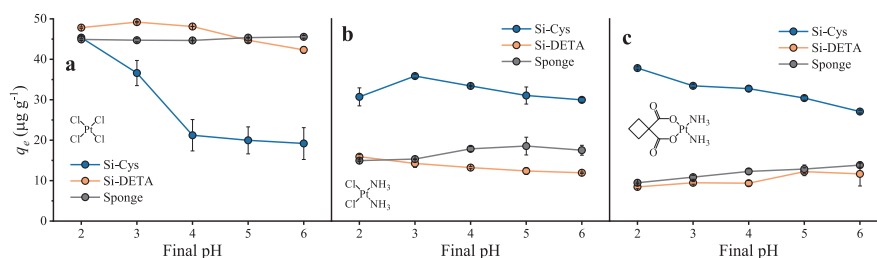 50
40
30
20
10
0
qe (μg g-1)
a
Cl Cl
Pt
Cl Cl
Si-Cys
Si-DETA
Sponge
2 3 4 5 6
Final pH
b
Si-Cys
Si-DETA
Sponge
Cl NH3
Pt
Cl NH3
2 3 4 5 6
Final pH
c
Si-Cys
Si-DETA
Sponge
O
O NH3
Pt
O NH3
O
2 3 4 5 6
Final pH